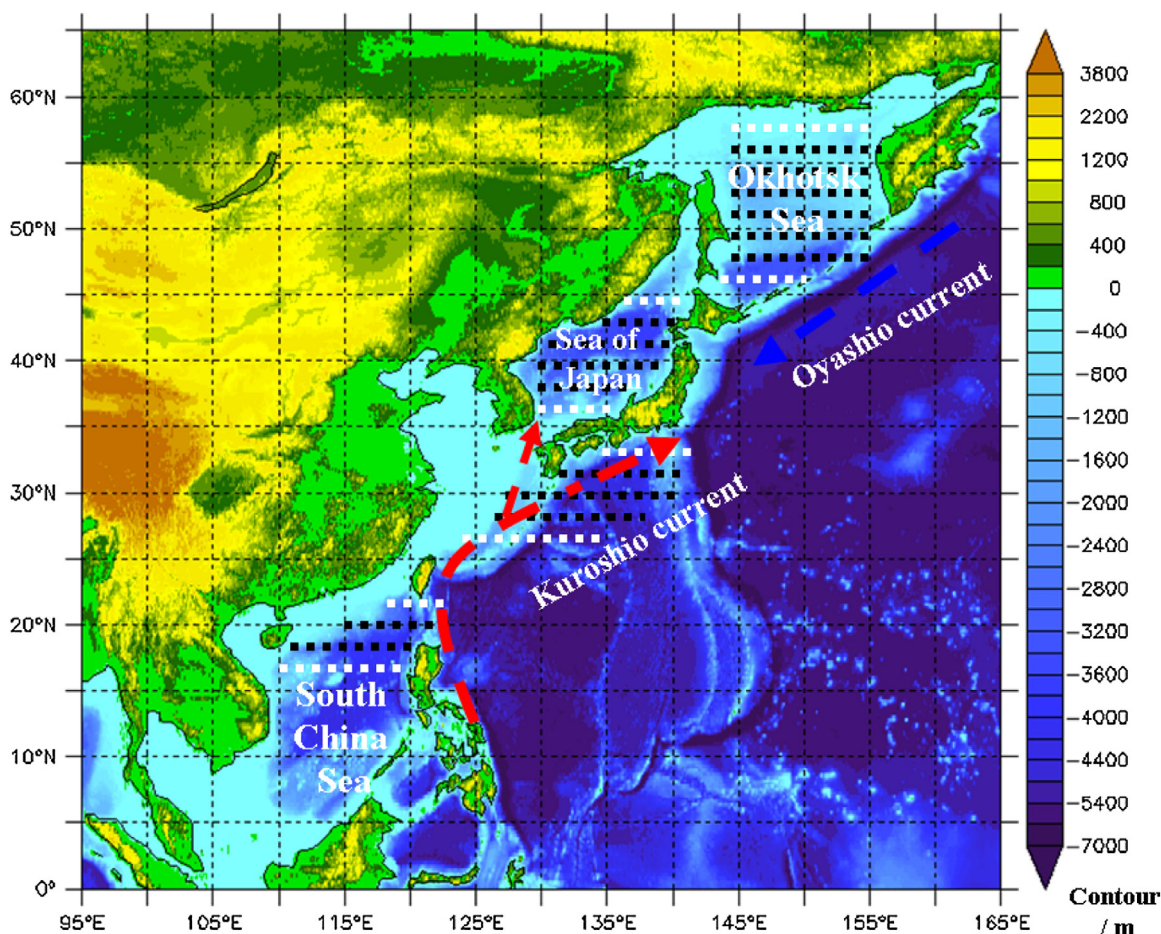 60°N
50°N
40°N
30°N
20°N
10°N
0°
95°E
105°E
115°E
125°E
135°E
145°E
155°E
165°E
Okhotsk
Sea
Sea of
Japan
Oyashio current
Kuroshio current
South
China
Sea
3800
2200
1200
800
400
0
−400
−800
−1200
−1600
−2000
−2400
−2800
−3200
−3600
−4000
−4400
−5400
−7000
Contour
/ m